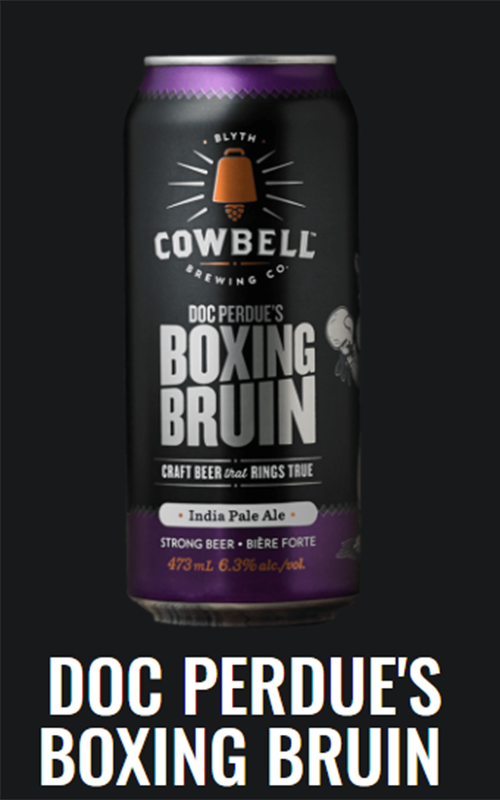 • BLYTH •
COWBELL™
BREWING CO.
DOC PERDUE'S
BOXING
BRUIN
CRAFT BEER that RINGS TRUE
• India Pale Ale •
STRONG BEER • BIÈRE FORTE
473 mL 6.3% alc./vol.
DOC PERDUE'S
BOXING BRUIN